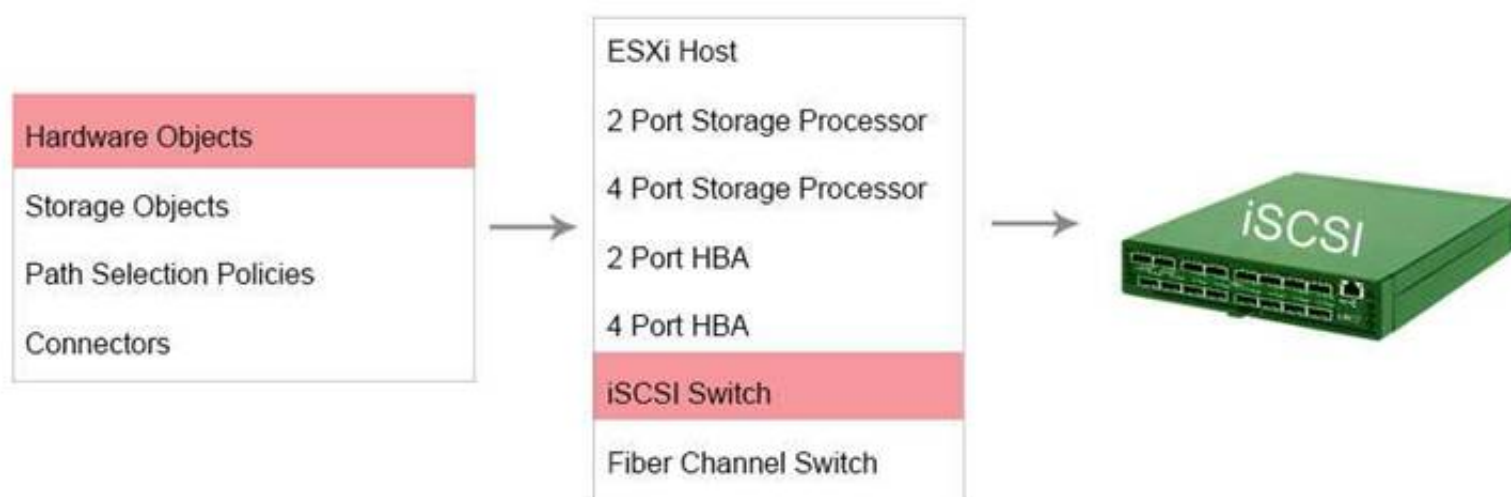 Hardware Objects
Storage Objects
Path Selection Policies
Connectors
ESXi Host
2 Port Storage Processor
4 Port Storage Processor
2 Port HBA
4 Port HBA
iSCSI Switch
Fiber Channel Switch
iSCSI